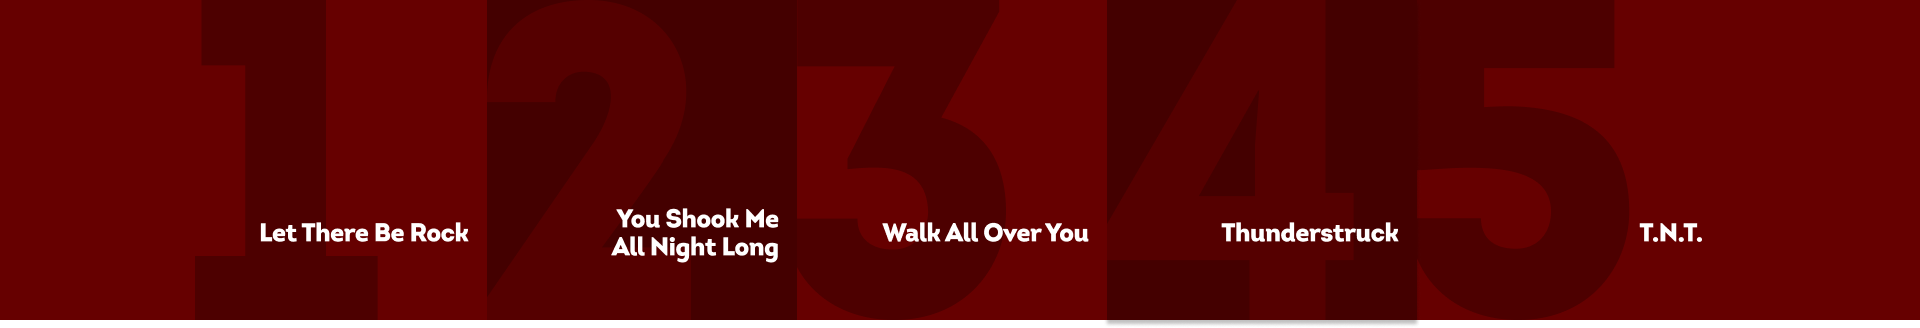 1
Let There Be Rock
2
You Shook Me
All Night Long
3
Walk All Over You
4
Thunderstruck
5
T.N.T.